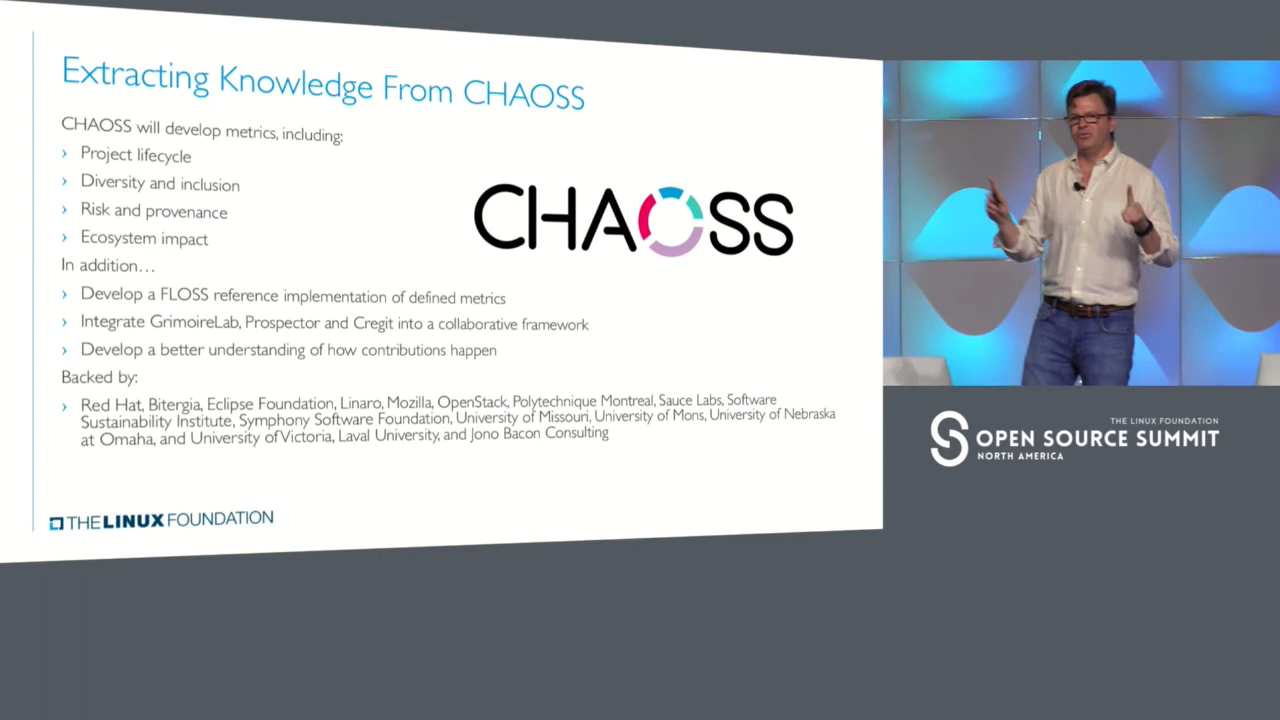 Extracting Knowledge From CHAOSS
CHAOSS will develop metrics, including:
› Project lifecycle
› Diversity and inclusion
› Risk and provenance
› Ecosystem impact
In addition…
› Develop a FLOSS reference implementation of defined metrics
› Integrate GrimoireLab, Prospector and Cregit into a collaborative framework
› Develop a better understanding of how contributions happen
Backed by:
› Red Hat, Bitergia, Eclipse Foundation, Linaro, Mozilla, OpenStack, Polytechnique Montreal, Sauce Labs, Software
Sustainability Institute, Symphony Software Foundation, University of Missouri, University of Mons, University of Nebraska
at Omaha, and University of Victoria, Laval University, and Jono Bacon Consulting
CHAOSS
THE LINUX FOUNDATION
THE LINUX FOUNDATION
OPEN SOURCE SUMMIT
NORTH AMERICA